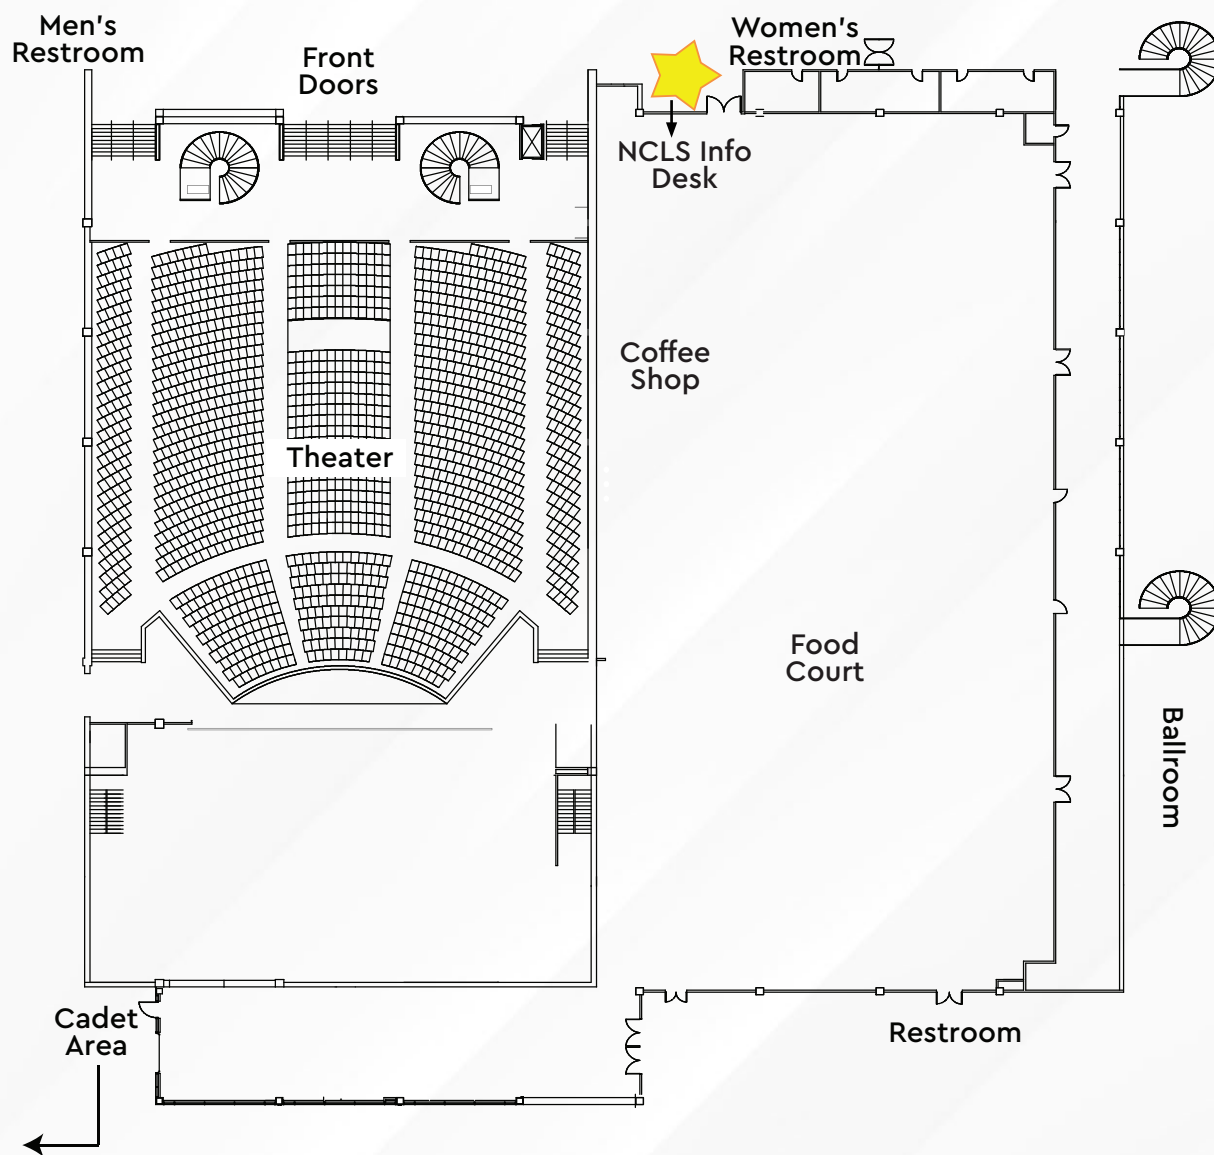 Men's
Restroom
Front
Doors
Women's
Restroom
NCLS Info
Desk
Coffee
Shop
Theater
Food
Court
Ballroom
Cadet
Area
Restroom